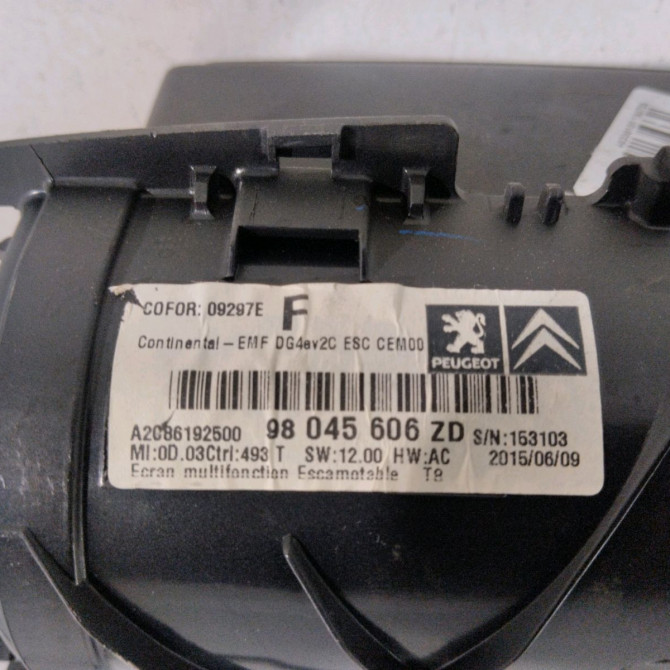 COFOR: 09297E F
Continental-EMF DG4ev2C ESC CEM00
PEUGEOT
A2C86192500 98 045 606 ZD S/N:153103
MI:0D.03Ctrl:493 T SW:12.00 HW:AC 2015/06/09
Ecran multifonction Escamotable T9